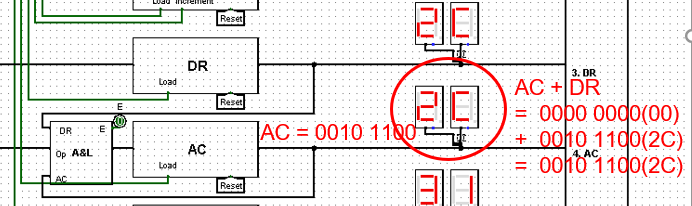 Load Increment
Reset
2C
DR
Load
Reset
3. DR
2C
AC + DR
= 0000 0000(00)
+ 0010 1100(2C)
= 0010 1100(2C)
E
DR
E
Op
A&L
AC
AC = 0010 1100
AC
Load
Reset
4. AC
31